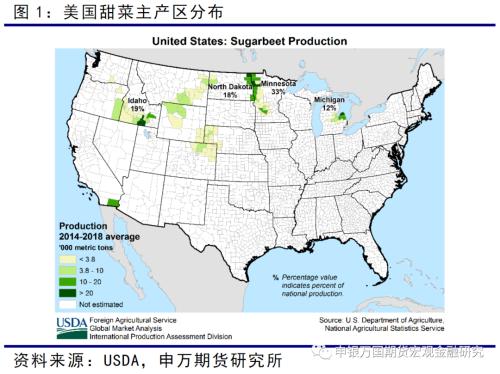 图 1：美国甜菜主产区分布
United States: Sugarbeet Production
North Dakota
18%
Minnesota
33%
Idaho
19%
Michigan
12%
Production
2014-2018 average
'000 metric tons
< 3.8
3.8 - 10
10 - 20
> 20
Not estimated
% Percentage value
indicates percent of
national production.
USDA
Foreign Agricultural Service
Global Market Analysis
International Production Assessment Division
Source: U.S. Department of Agriculture,
National Agricultural Statistics Service
申银万国期货宏观金融研究
资料来源：USDA，申万期货研究所